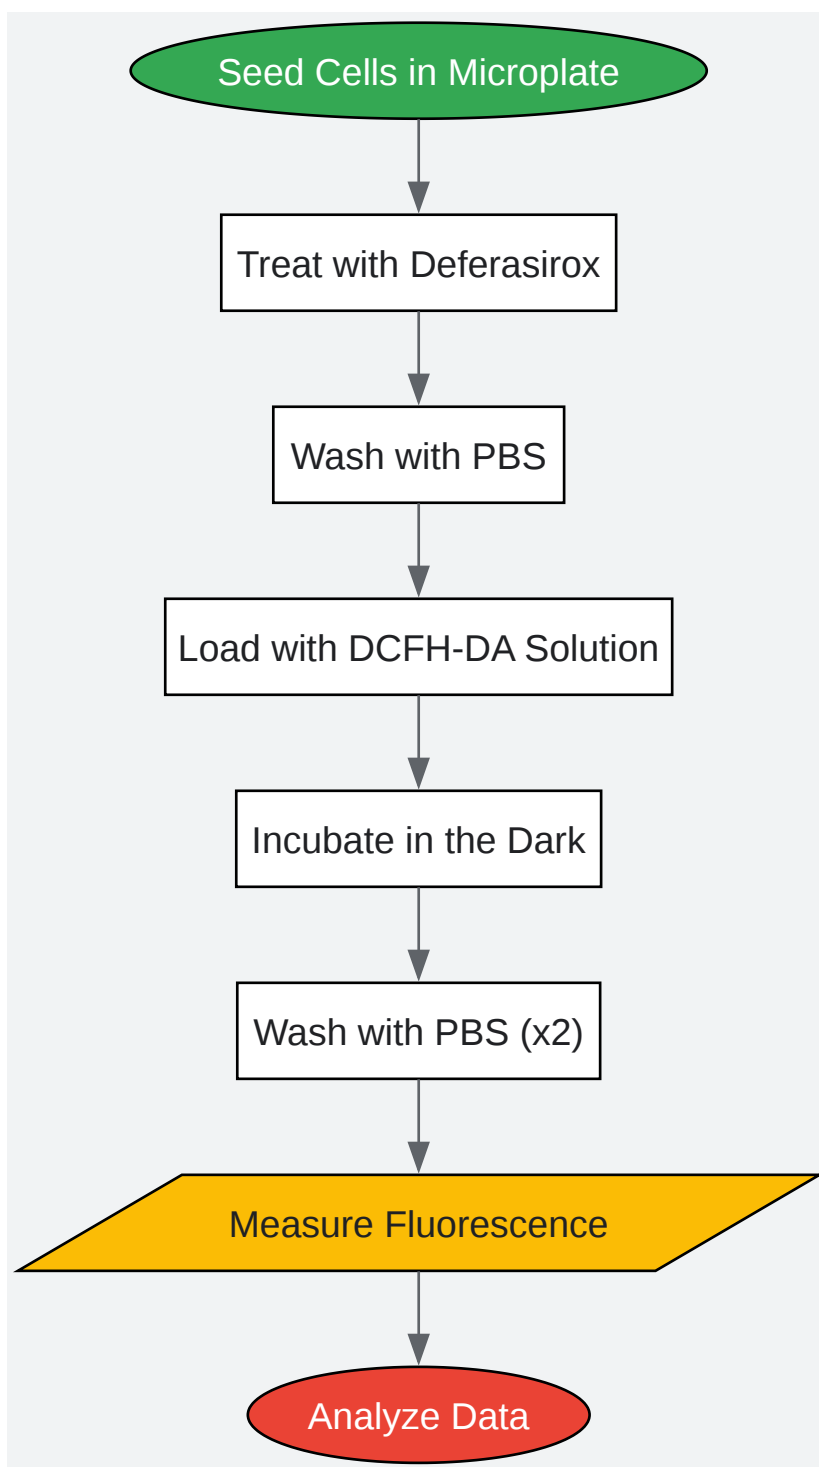 Seed Cells in Microplate
Treat with Deferasirox
Wash with PBS
Load with DCFH-DA Solution
Incubate in the Dark
Wash with PBS (x2)
Measure Fluorescence
Analyze Data